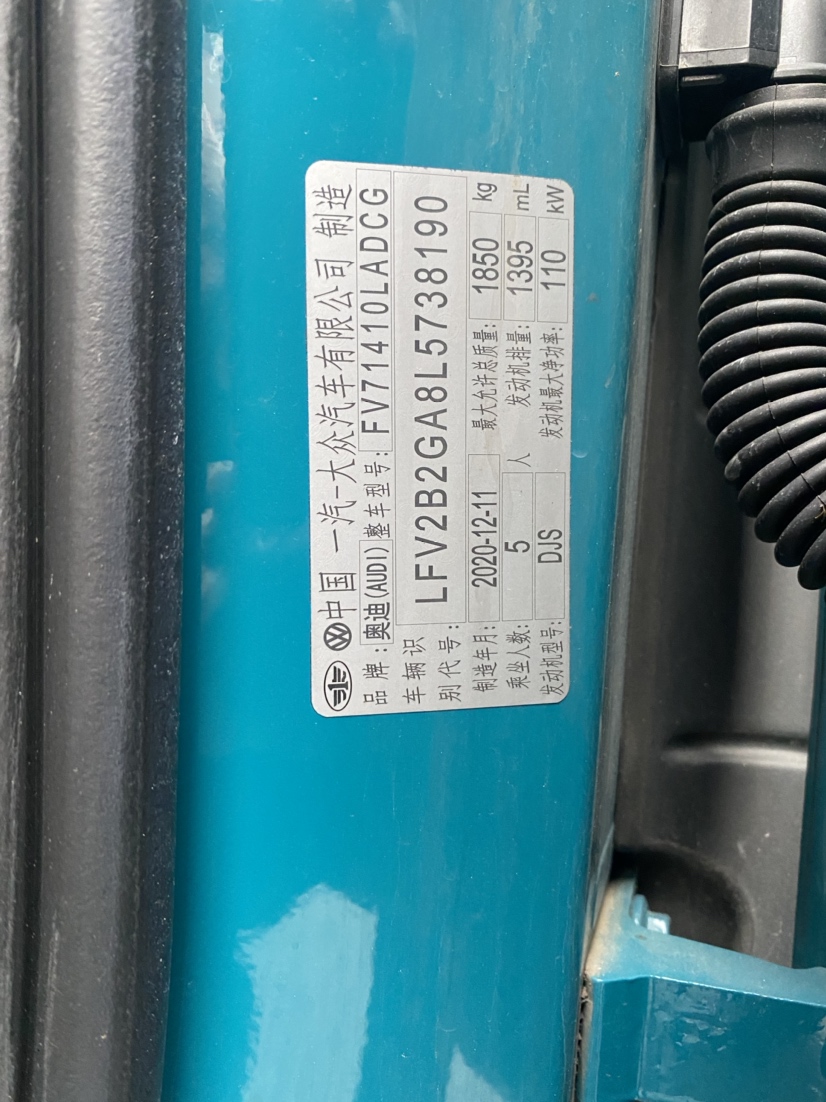 中国 一汽-大众汽车有限公司 制造
品牌: 奥迪(AUDI) 整车型号: FV71410LADCG
车辆识别代号: LFV2B2GA8L5738190
制造年月: 2020-12-11 最大允许总质量: 1850 kg
乘坐人数: 5 人 发动机排量: 1395 mL
发动机型号: DJS 发动机最大净功率: 110 kW